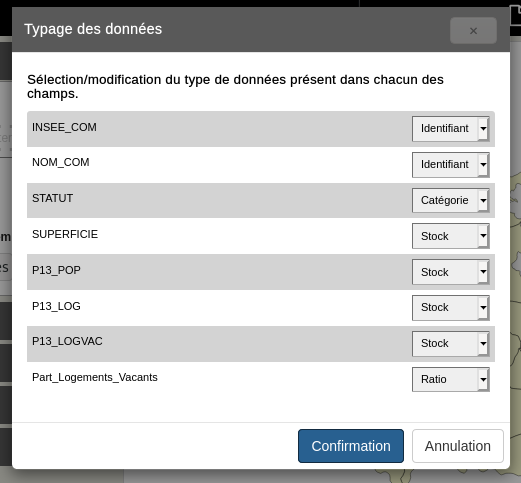 Typage des données
×
Sélection/modification du type de données présent dans chacun des
champs.
INSEE_COM Identifiant
NOM_COM Identifiant
STATUT Catégorie
SUPERFICIE Stock
P13_POP Stock
P13_LOG Stock
P13_LOGVAC Stock
Part_Logements_Vacants Ratio
Confirmation Annulation